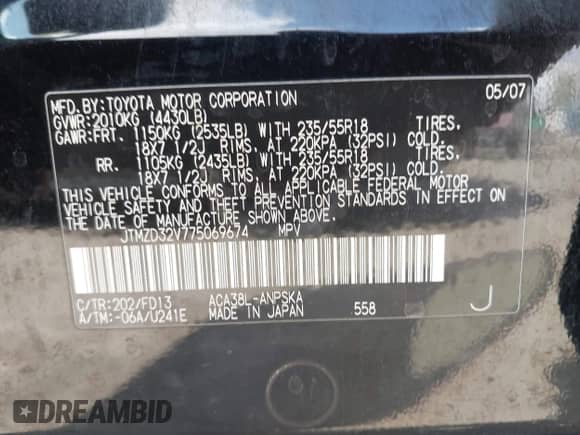 MFD.BY:TOYOTA MOTOR CORPORATION 05/07
GVWR:2010KG (4430LB)
GAWR:FRT. 1150KG (2535LB) WITH 235/55R18 TIRES,
18X7 1/2J RIMS, AT 220KPA (32PSI) COLD.
RR. 1105KG (2435LB) WITH 235/55R18 TIRES,
18X7 1/2J RIMS, AT 220KPA (32PSI) COLD.
THIS VEHICLE CONFORMS TO ALL APPLICABLE FEDERAL MOTOR
VEHICLE SAFETY AND THEFT PREVENTION STANDARDS IN EFFECT ON
THE DATE OF MANUFACTURE SHOWN ABOVE.
JTMZD32V775069674 MPV
C/TR:202/FD13 ACA38L-ANPSKA
A/TM:-06A/U241E MADE IN JAPAN 558 J
DREAMBID